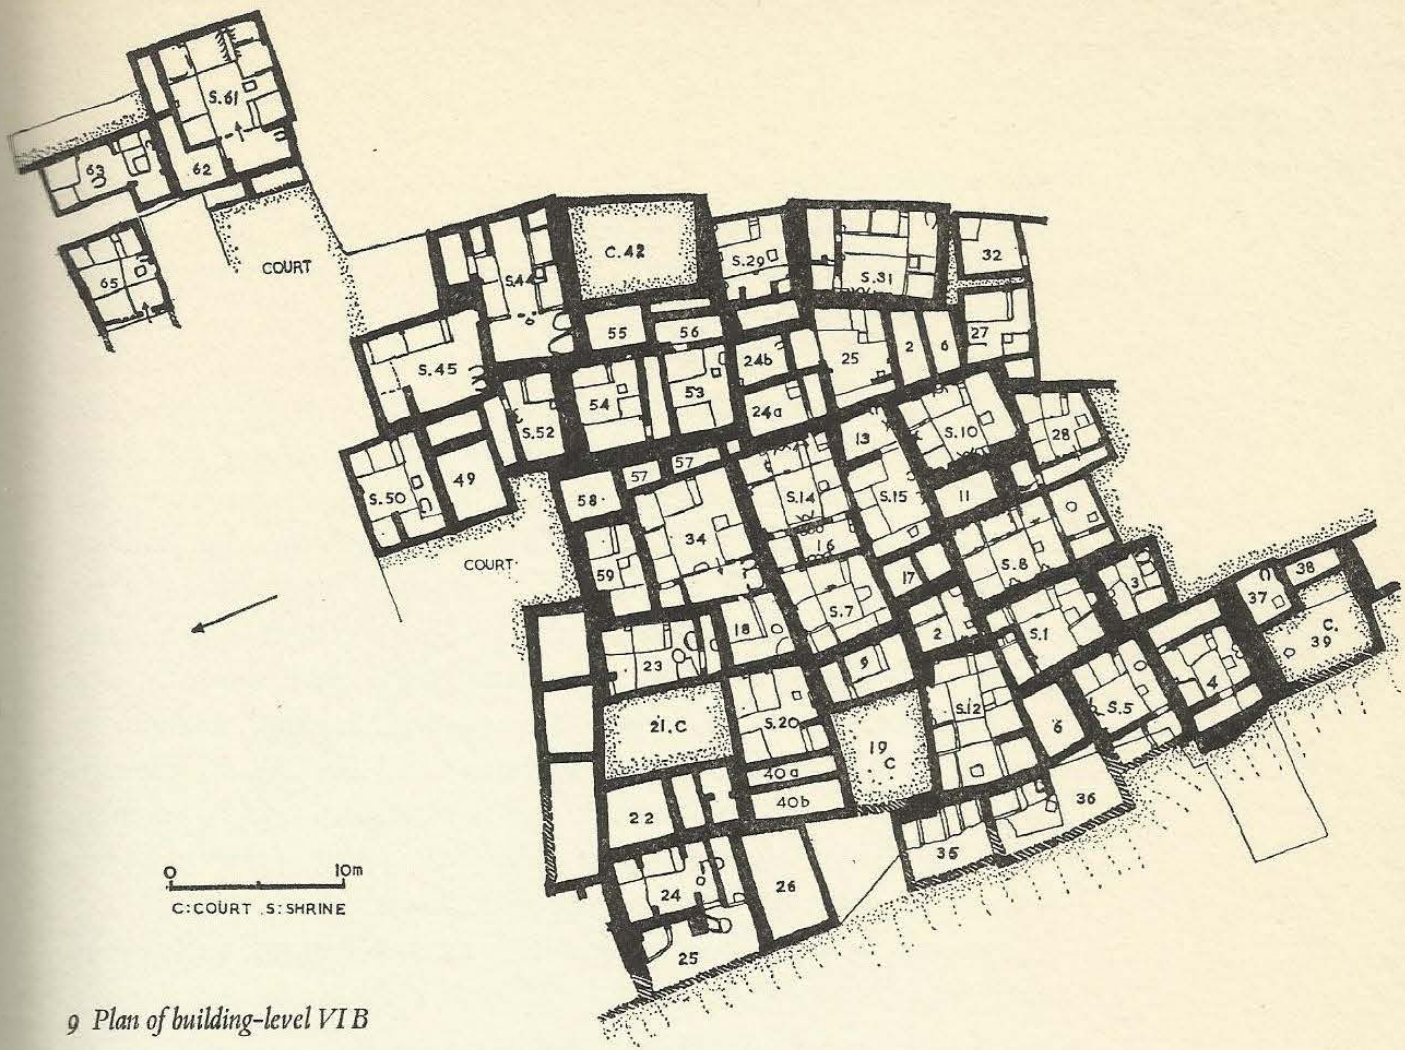 S.61
63
62
65
COURT
C.42
S.29
S.31
32
S.44
55
56
24b
25
2
6
27
S.45
54
53
24a
S.52
13
S.10
28
S.50
49
57
57
58
S.14
S.15
11
34
16
COURT
59
17
S.8
3
38
37
18
S.7
2
S.1
C.
39
23
9
4
21.C
S.20
S.12
6
S.5
19
C
40a
40b
22
36
35
24
26
25
0 10m
C:COURT S:SHRINE
9 Plan of building-level VI B